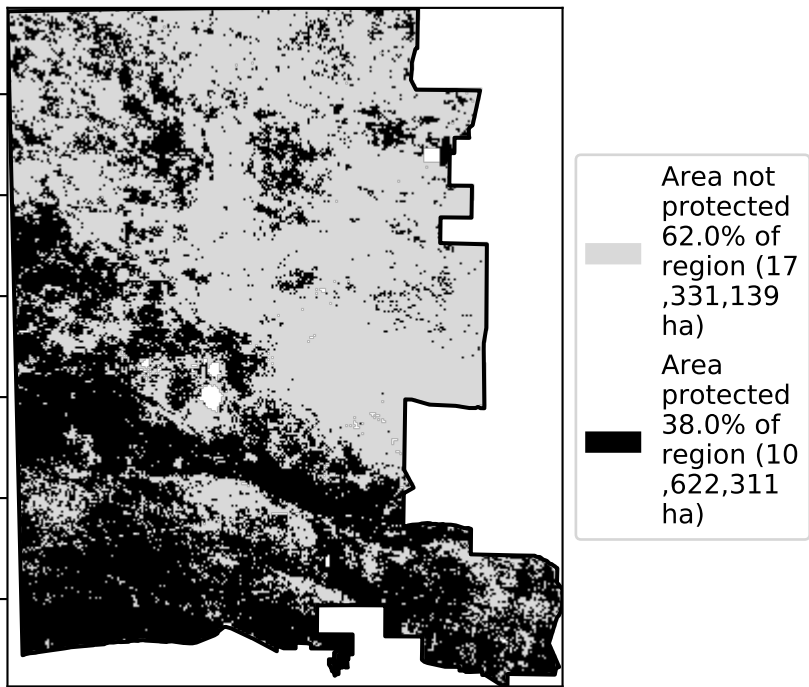 Area not
protected
62.0% of
region (17
,331,139
ha)
Area
protected
38.0% of
region (10
,622,311
ha)